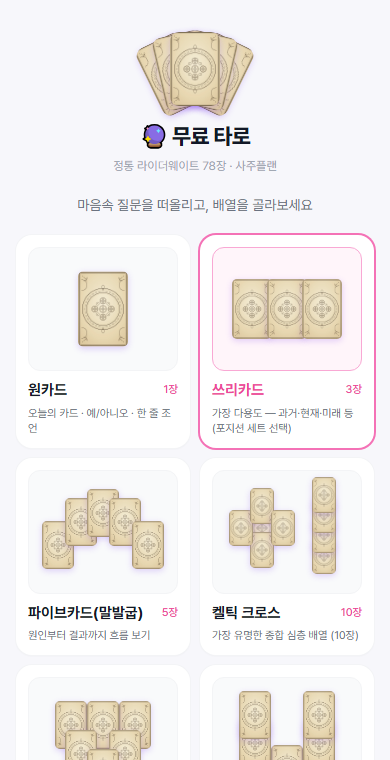 무료 타로
정통 라이더웨이트 78장 · 사주플랜
마음속 질문을 떠올리고, 배열을 골라보세요
원카드 1장
오늘의 카드 · 예/아니오 · 한 줄 조
언
쓰리카드 3장
가장 다용도 — 과거·현재·미래 등
(포지션 세트 선택)
파이브카드(말발굽) 5장
원인부터 결과까지 흐름 보기
켈틱 크로스 10장
가장 유명한 종합 심층 배열 (10장)